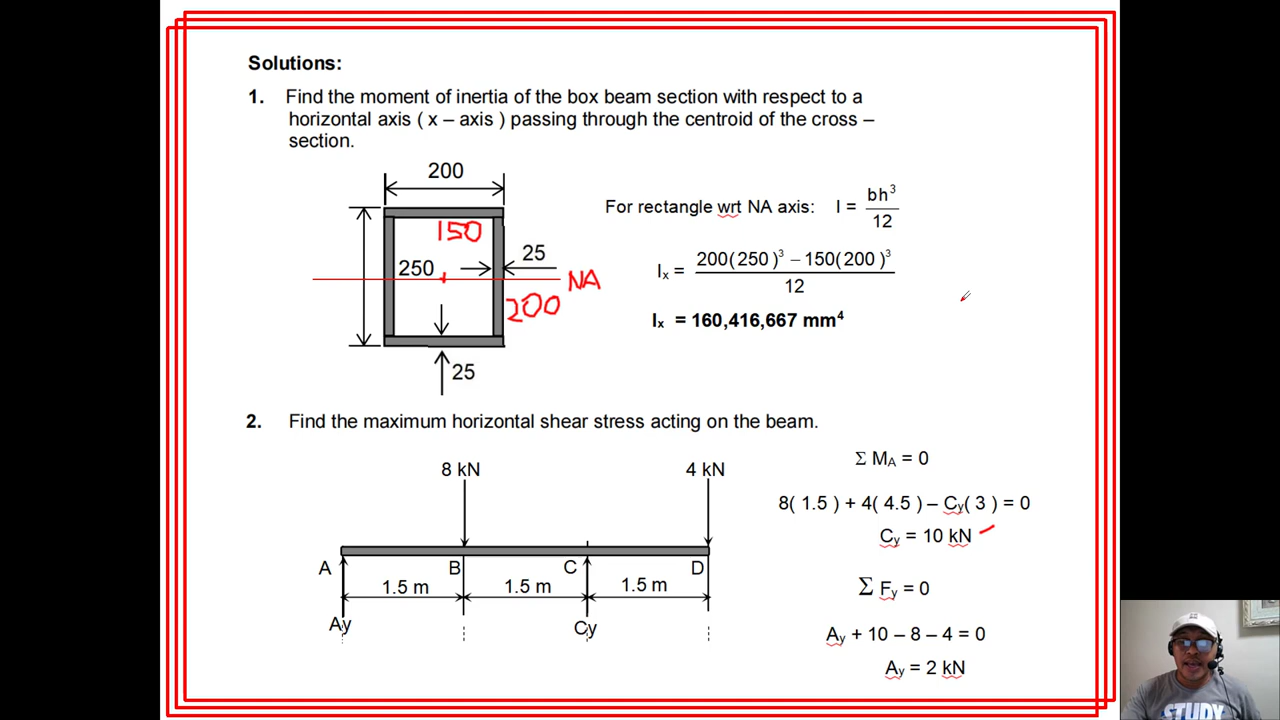 Solutions:
1. Find the moment of inertia of the box beam section with respect to a
horizontal axis ( x – axis ) passing through the centroid of the cross –
section.
200
150
25
250
NA
200
25
For rectangle wrt NA axis: I = bh³ / 12
Iₓ = 200(250)³ – 150(200)³ / 12
Iₓ = 160,416,667 mm⁴
2. Find the maximum horizontal shear stress acting on the beam.
8 kN
4 kN
A
B
C
D
1.5 m
1.5 m
1.5 m
Ay
Cy
Σ MA = 0
8( 1.5 ) + 4( 4.5 ) – Cy( 3 ) = 0
Cy = 10 kN
Σ Fy = 0
Ay + 10 – 8 – 4 = 0
Ay = 2 kN
STUDY